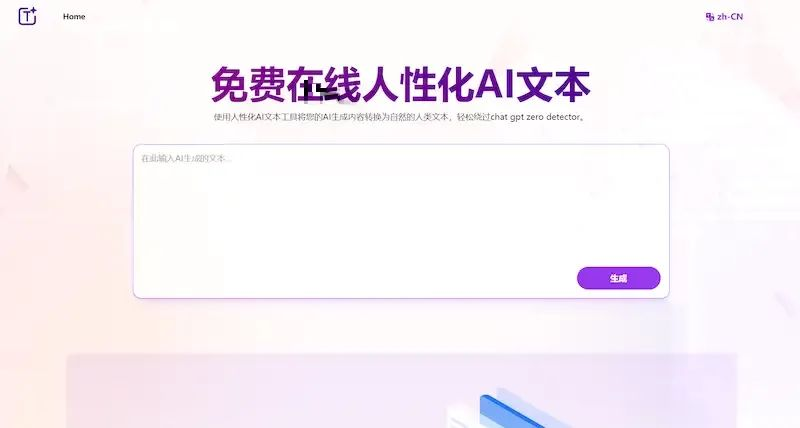 T
Home
zh-CN
免费在线人性化AI文本
使用人性化AI文本工具将您的AI生成内容转换为自然的人类文本，轻松绕过chat gpt zero detector。
在此输入AI生成的文本...
生成